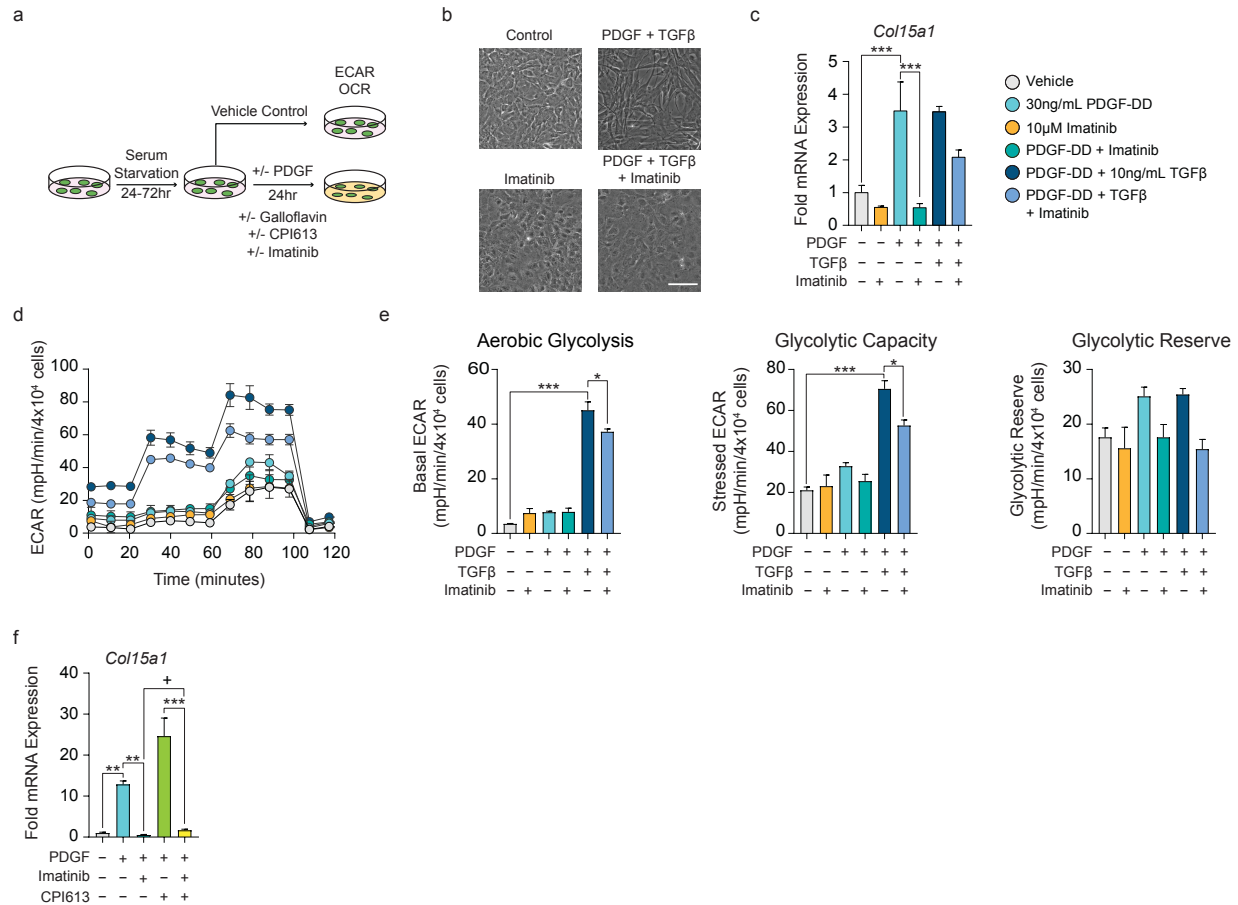 a
ECAR
OCR
Vehicle Control
Serum
Starvation
24-72hr
+/- PDGF
24hr
+/- Galloflavin
+/- CPI613
+/- Imatinib
b
Control
PDGF + TGFβ
Imatinib
PDGF + TGFβ
+ Imatinib
c
Col15a1
***
***
Fold mRNA Expression
5
4
3
2
1
0
PDGF - - + + + +
TGFβ - - - - + +
Imatinib - + - + - +
Vehicle
30ng/mL PDGF-DD
10μM Imatinib
PDGF-DD + Imatinib
PDGF-DD + 10ng/mL TGFβ
PDGF-DD + TGFβ
+ Imatinib
d
ECAR (mpH/min/4x10⁴ cells)
100
80
60
40
20
0
0 20 40 60 80 100 120
Time (minutes)
e
Aerobic Glycolysis
Basal ECAR
(mpH/min/4x10⁴ cells)
60
40
20
0
***
*
PDGF - - + + + +
TGFβ - - - - + +
Imatinib - + - + - +
Glycolytic Capacity
Stressed ECAR
(mpH/min/4x10⁴ cells)
80
60
40
20
0
***
*
PDGF - - + + + +
TGFβ - - - - + +
Imatinib - + - + - +
Glycolytic Reserve
Glycolytic Reserve
(mpH/min/4x10⁴ cells)
30
20
10
0
PDGF - - + + + +
TGFβ - - - - + +
Imatinib - + - + - +
f
Col15a1
Fold mRNA Expression
40
30
20
10
0
+
***
**
**
PDGF - + + + +
Imatinib - - + - +
CPI613 - - - + +